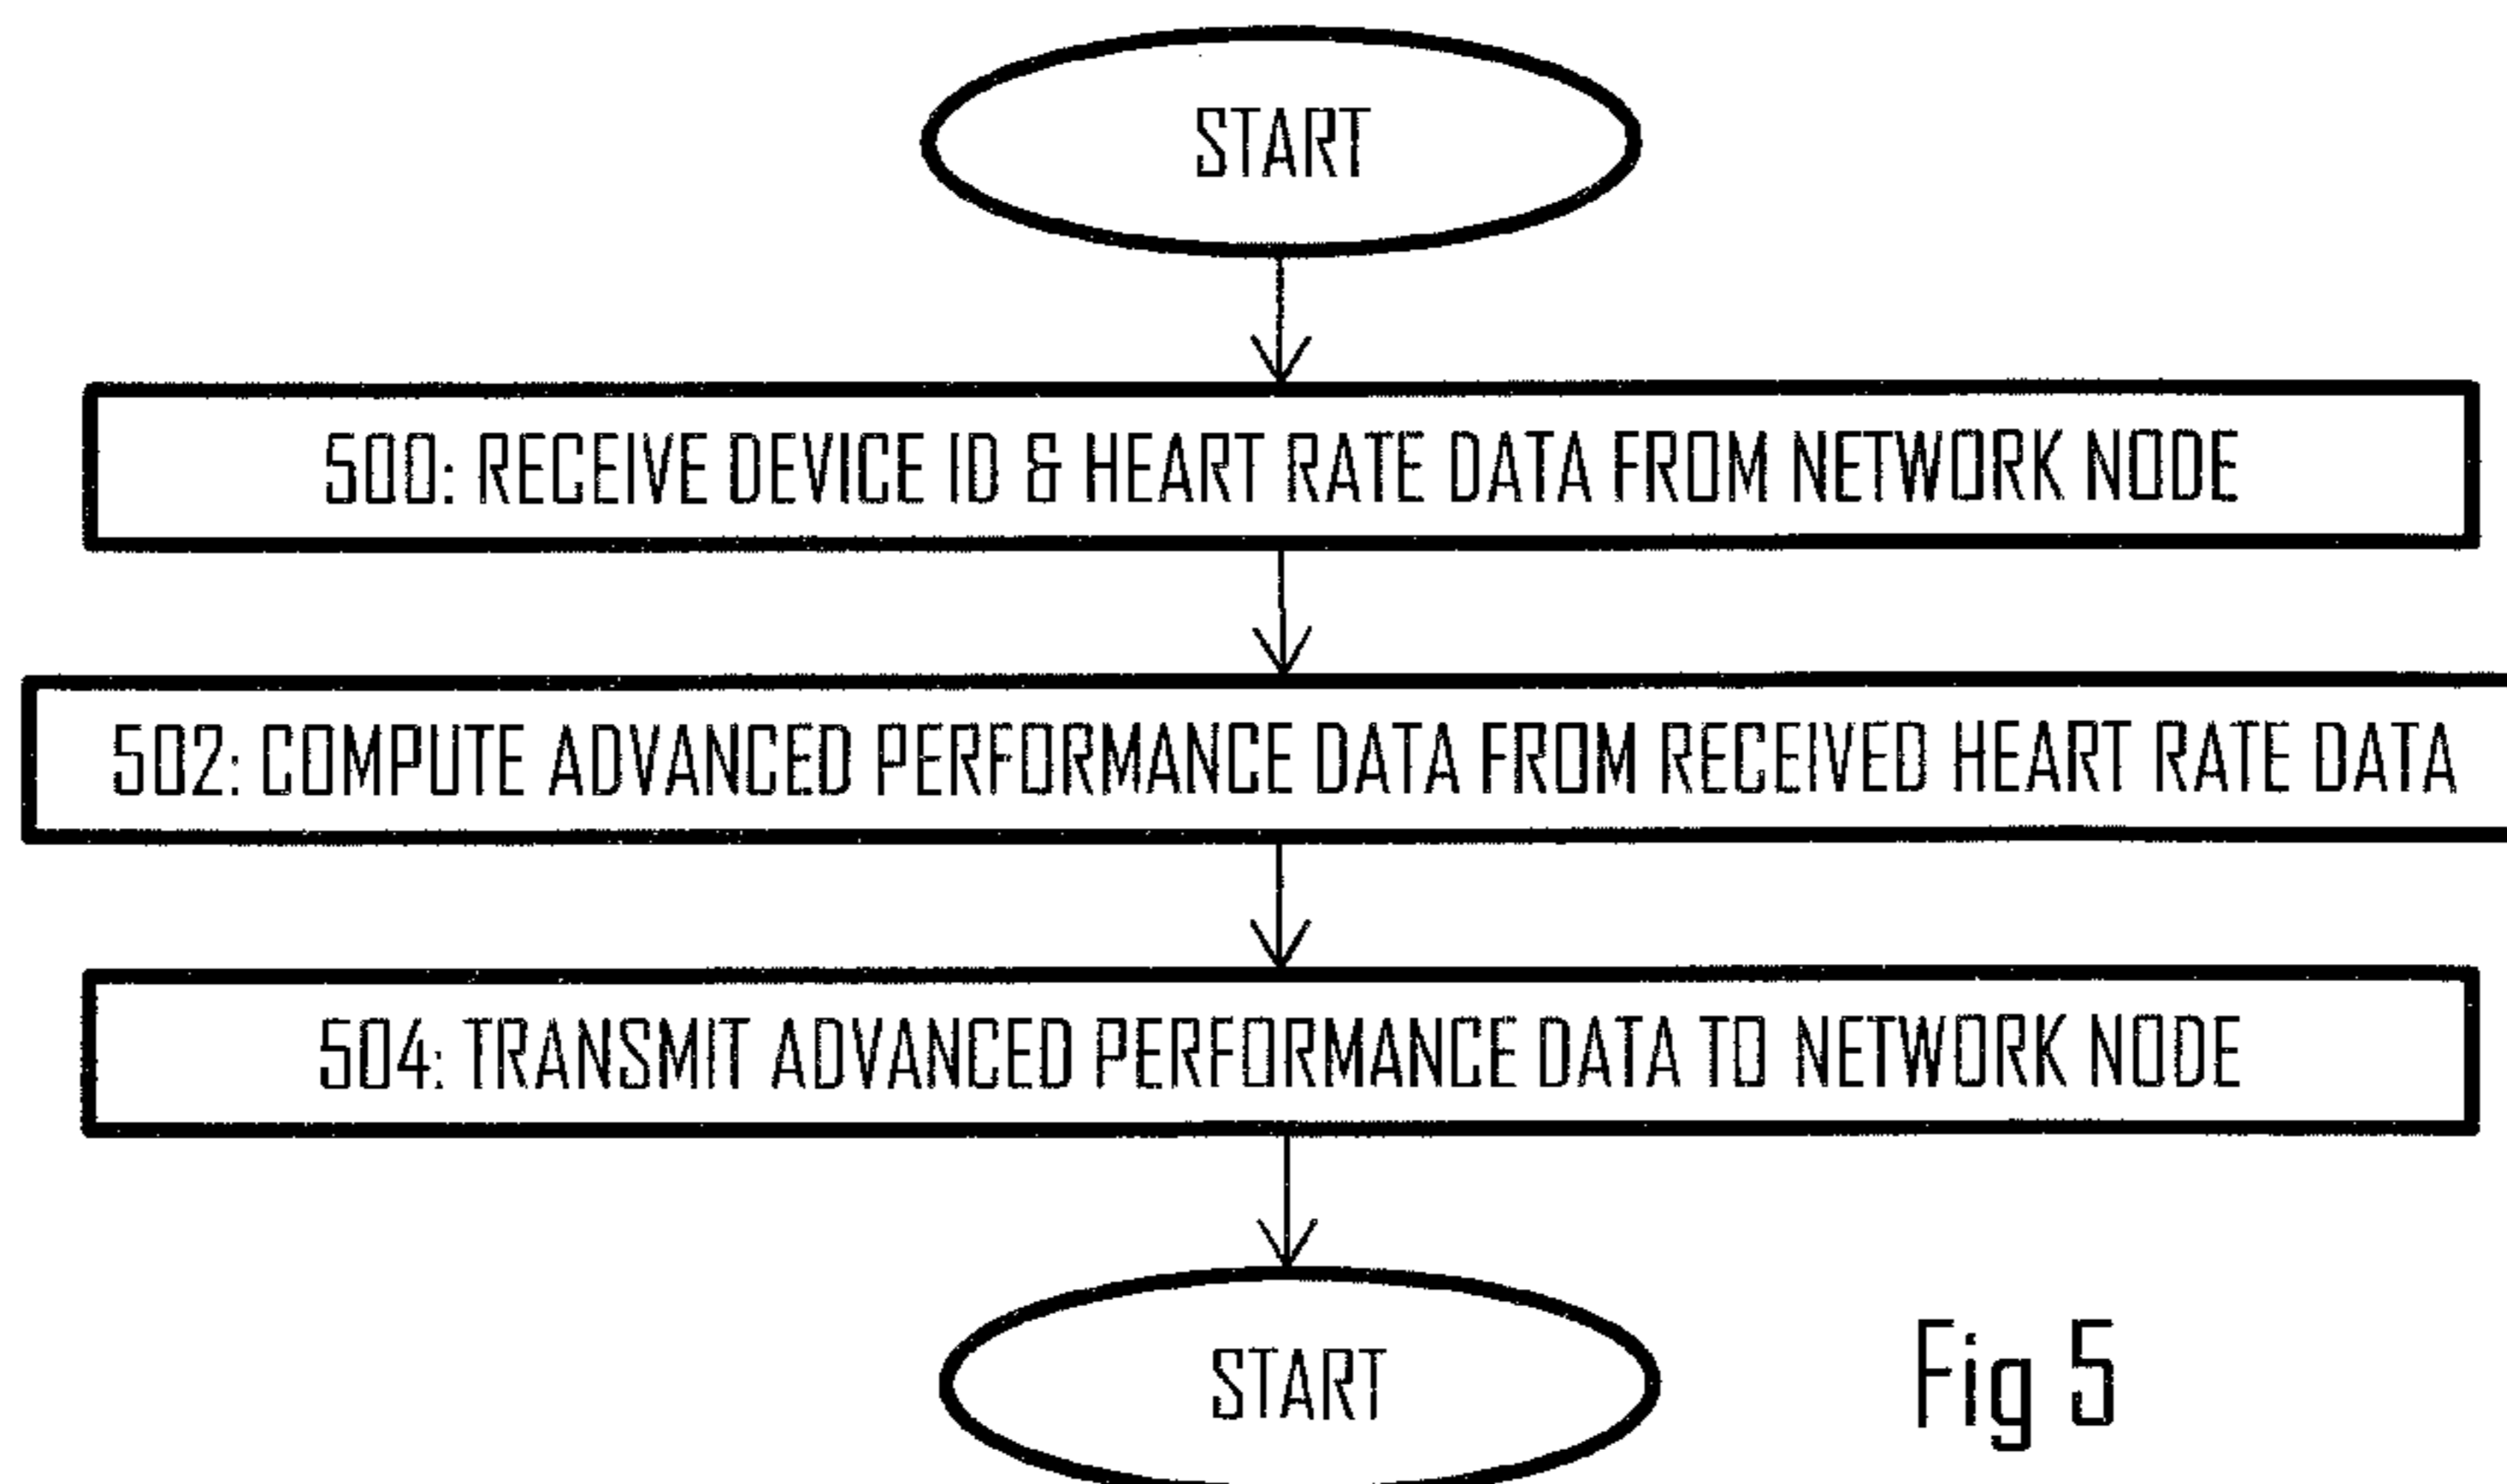 START
500: RECEIVE DEVICE ID & HEART RATE DATA FROM NETWORK NODE
502: COMPUTE ADVANCED PERFORMANCE DATA FROM RECEIVED HEART RATE DATA
504: TRANSMIT ADVANCED PERFORMANCE DATA TO NETWORK NODE
START
Fig 5